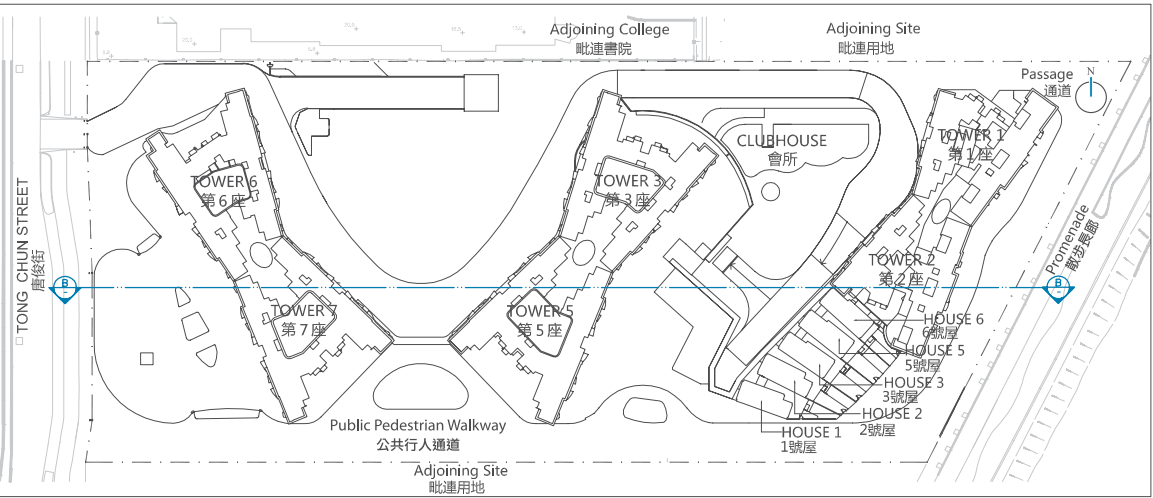 Adjoining College
毗連書院
Adjoining Site
毗連用地
Passage
通道
N
TOWER 1
第1座
CLUBHOUSE
會所
TOWER 6
第6座
TOWER 3
第3座
TONG CHUN STREET
唐俊街
Promenade
散步長廊
TOWER 2
第2座
B
B
TOWER 7
第7座
TOWER 5
第5座
HOUSE 6
6號屋
HOUSE 5
5號屋
HOUSE 3
3號屋
HOUSE 2
2號屋
HOUSE 1
1號屋
Public Pedestrian Walkway
公共行人通道
Adjoining Site
毗連用地